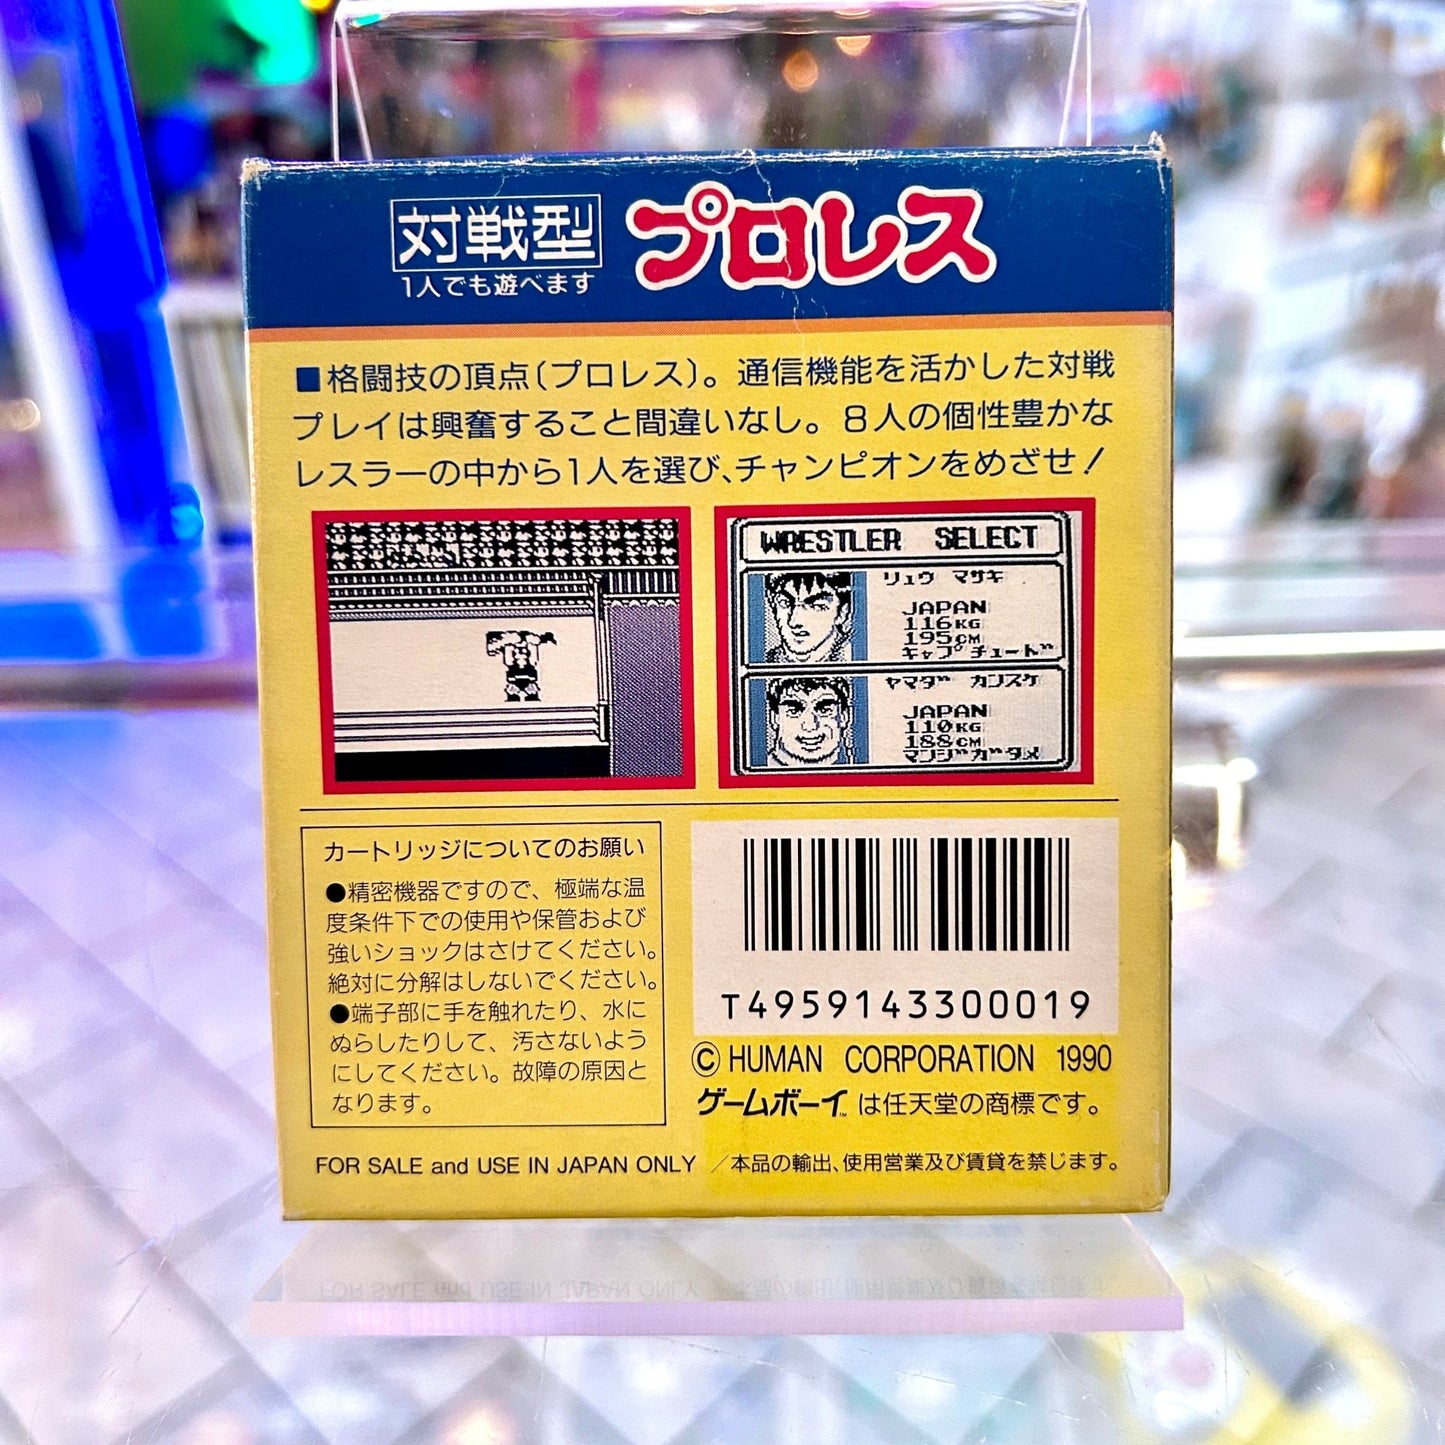 対戦型
1人でも遊べます
プロレス
■格闘技の頂点(プロレス)。通信機能を活かした対戦
プレイは興奮すること間違いなし。8人の個性豊かな
レスラーの中から1人を選び、チャンピオンをめざせ!
WRESTLER SELECT
リュウ マサキ
JAPAN
116KG
195CM
キャプチュード
ヤマダ カンスケ
JAPAN
110KG
188CM
マンジガタメ
カートリッジについてのお願い
●精密機器ですので、極端な温
度条件下での使用や保管および
強いショックはさけてください。
絶対に分解はしないでください。
●端子部に手を触れたり、水に
ぬらしたりして、汚さないよう
にしてください。故障の原因と
なります。
T4959143300019
© HUMAN CORPORATION 1990
ゲームボーイ™は任天堂の商標です。
FOR SALE and USE IN JAPAN ONLY /本品の輸出、使用営業及び賃貸を禁じます。